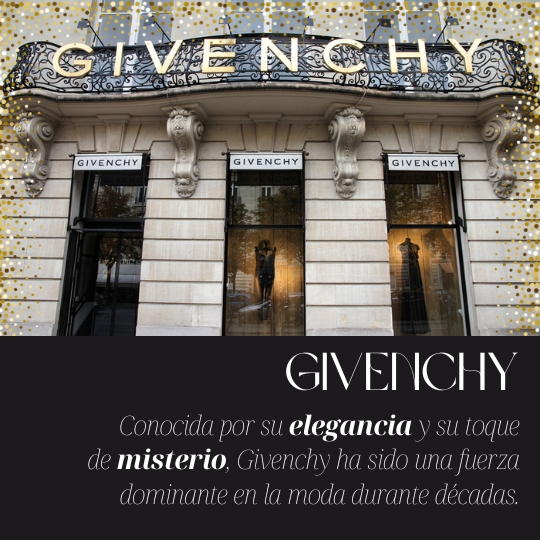 GIVENCHY
GIVENCHY GIVENCHY GIVENCHY
GIVENCHY
Conocida por su elegancia y su toque
de misterio, Givenchy ha sido una fuerza
dominante en la moda durante décadas.